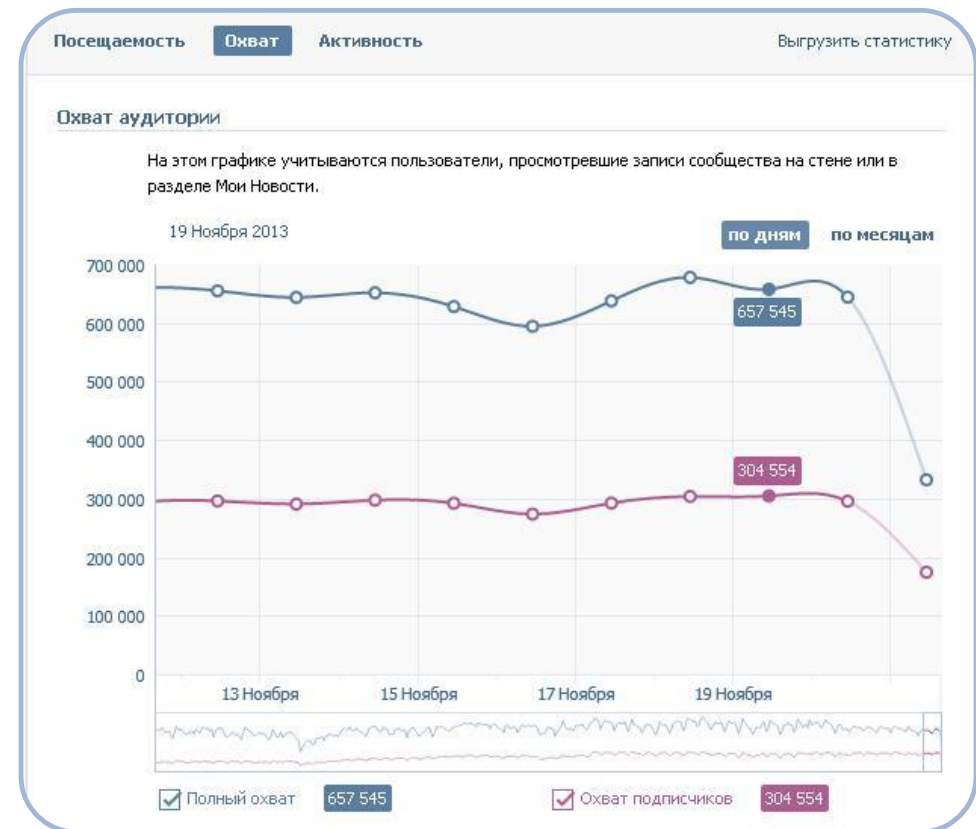 Посещаемость Охват Активность Выгрузить статистику
Охват аудитории
На этом графике учитываются пользователи, просмотревшие записи сообщества на стене или в
разделе Мои Новости.
19 Ноября 2013 по дням по месяцам
700 000
600 000
657 545
500 000
400 000
304 554
300 000
200 000
100 000
0
13 Ноября 15 Ноября 17 Ноября 19 Ноября
Полный охват 657 545 Охват подписчиков 304 554